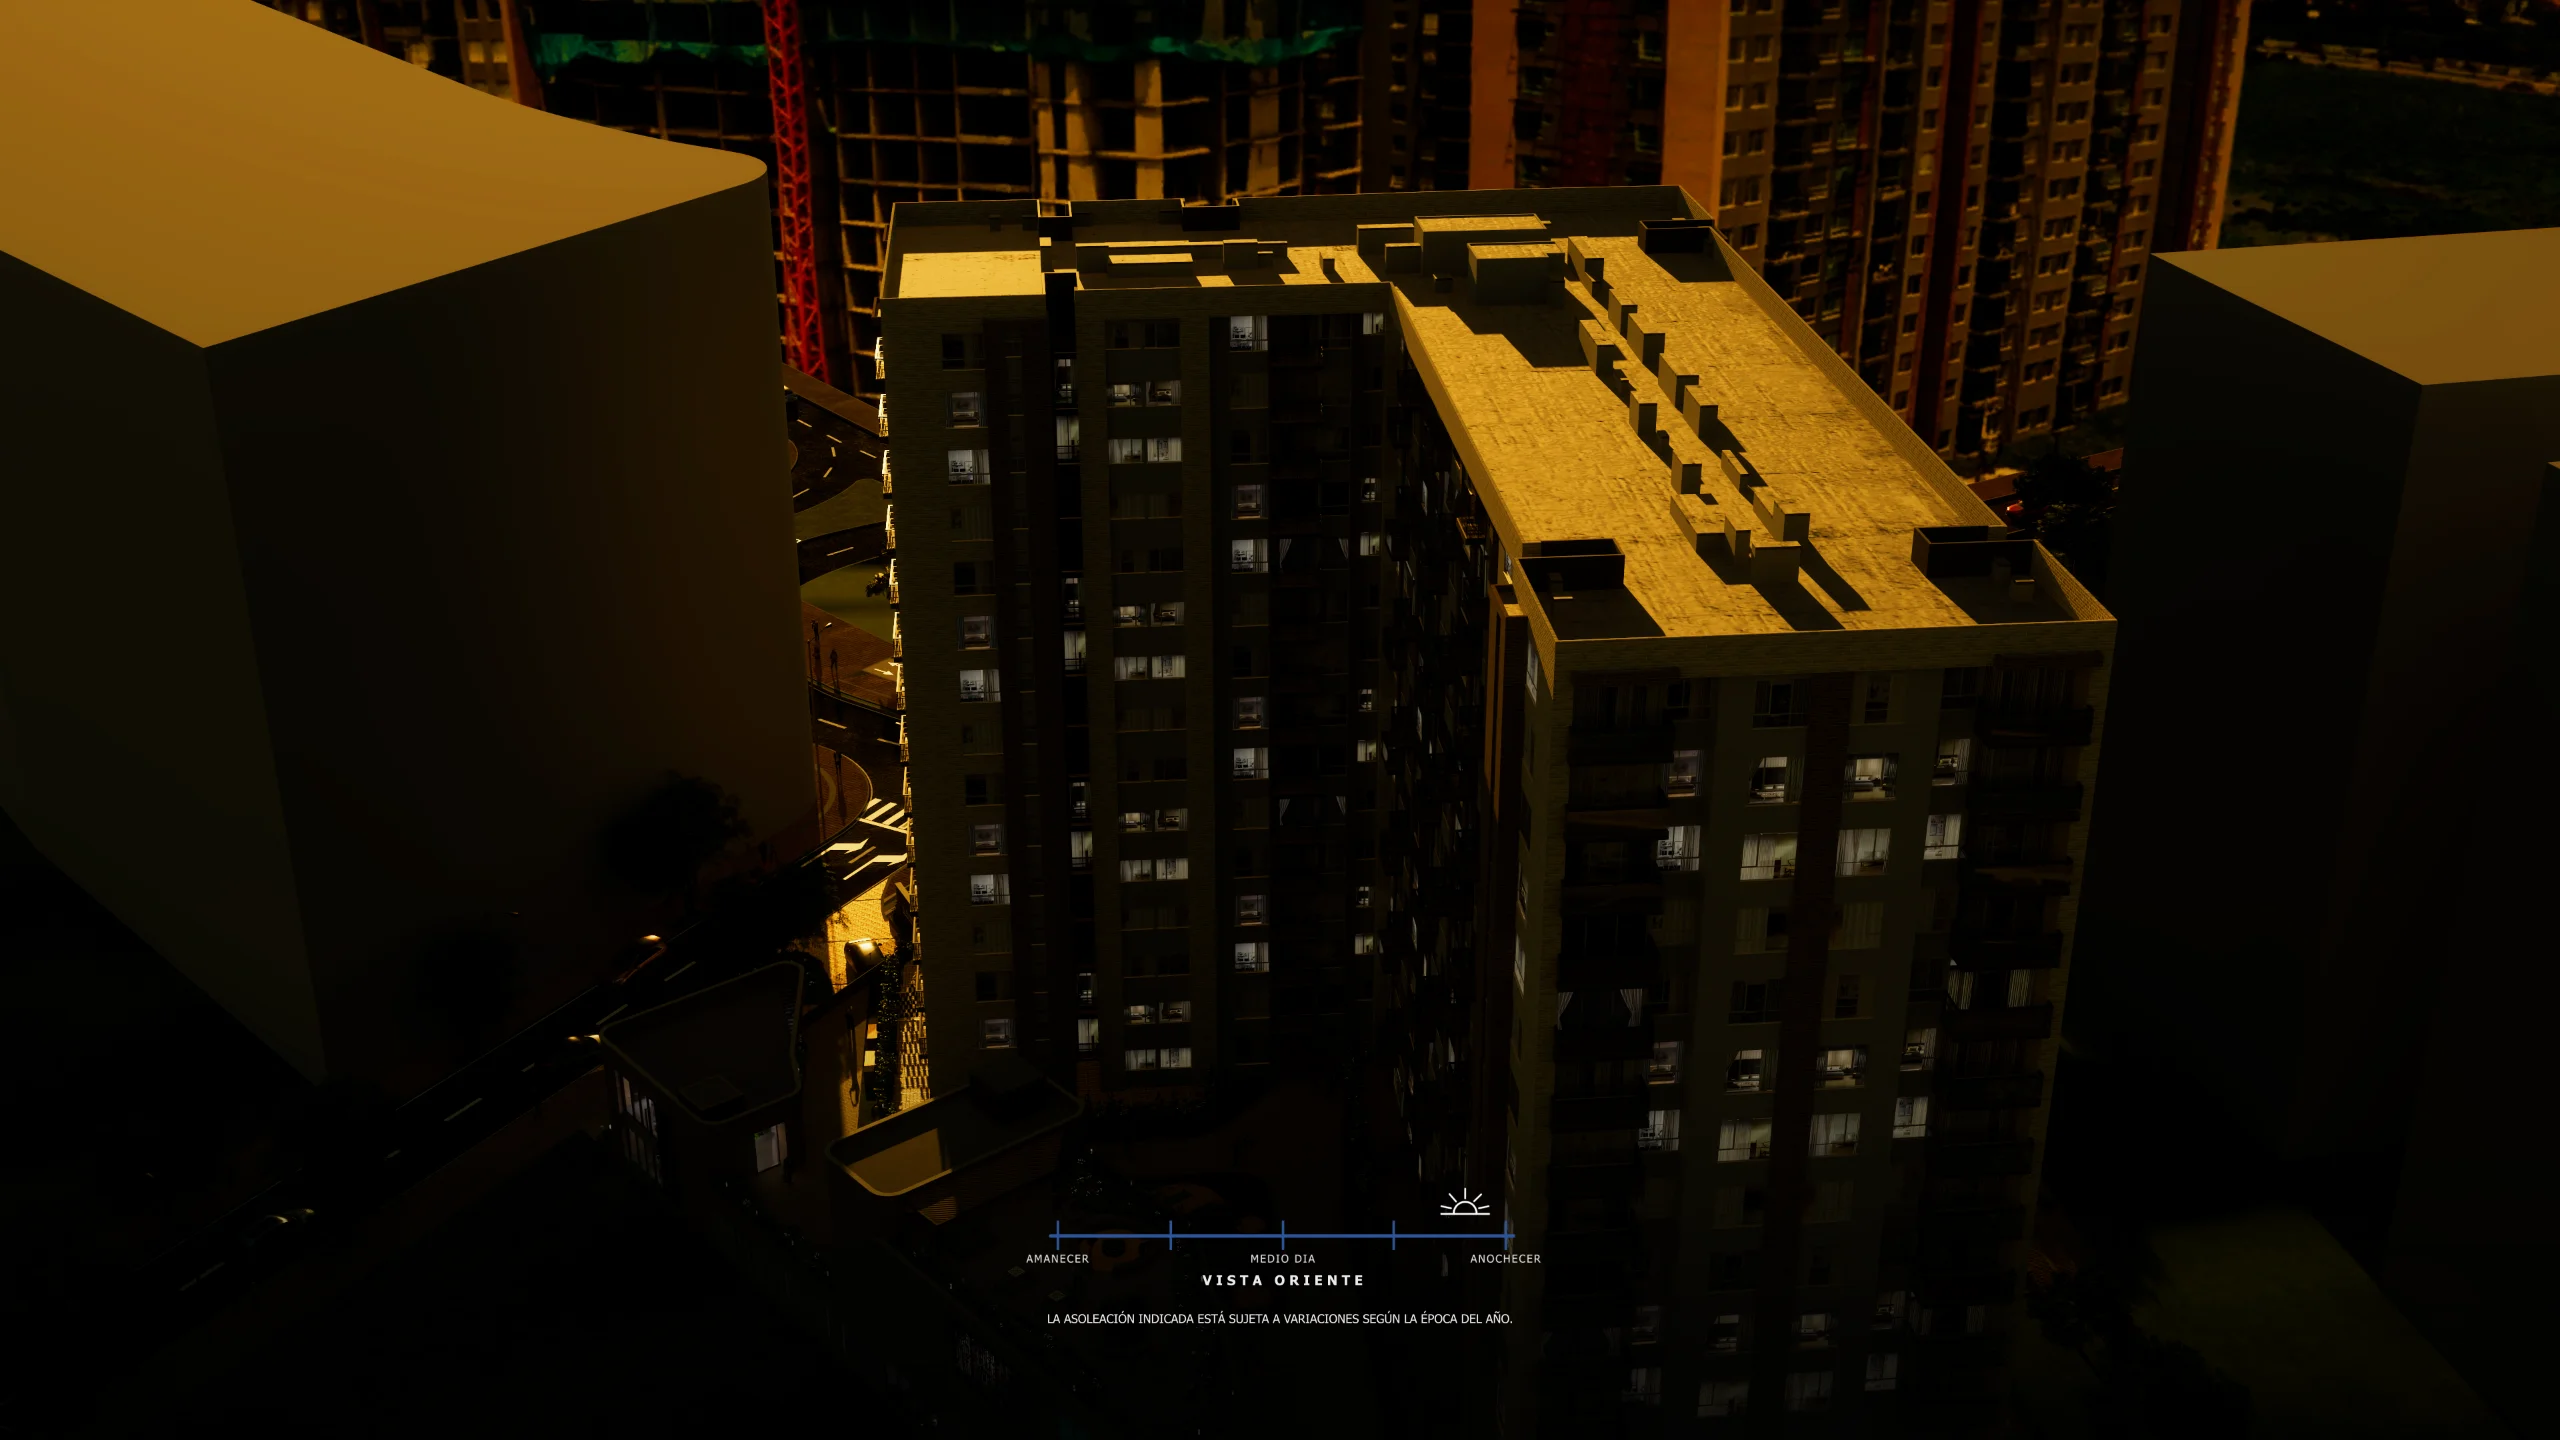 AMANECER MEDIO DIA ANOCHECER
VISTA ORIENTE
LA ASOLEACIÓN INDICADA ESTÁ SUJETA A VARIACIONES SEGÚN LA ÉPOCA DEL AÑO.